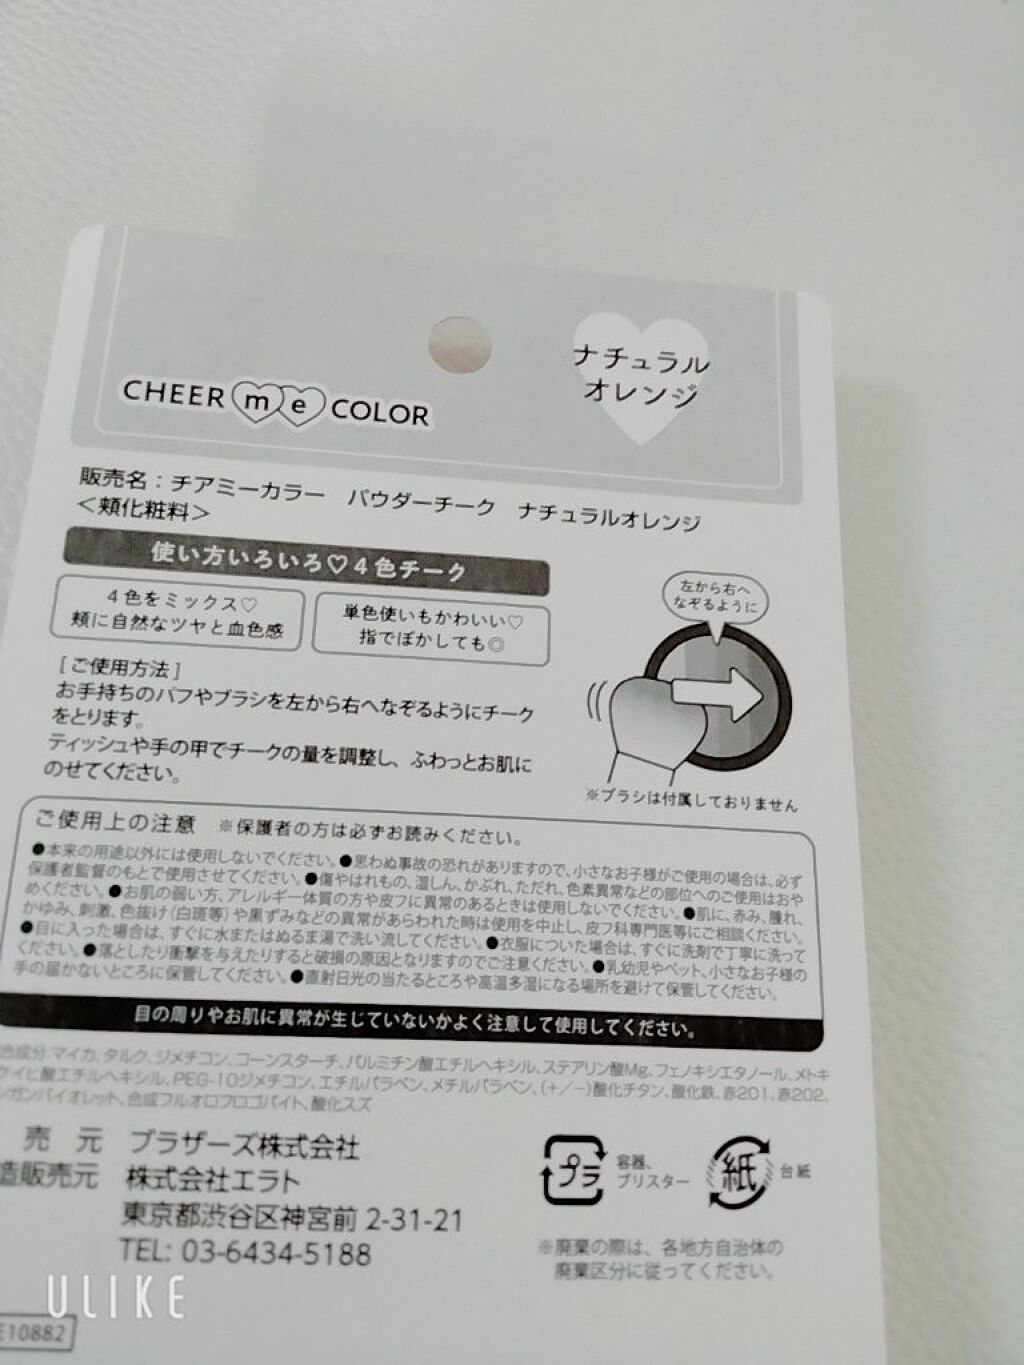 ナチュラル
オレンジ
CHEER me COLOR
販売名：チアミーカラー　パウダーチーク　ナチュラルオレンジ
＜頬化粧料＞
使い方いろいろ♡4色チーク
4色をミックス♡
頬に自然なツヤと血色感
単色使いもかわいい♡
指でぼかしても◎
左から右へ
なぞるように
[ご使用方法]
お手持ちのパフやブラシを左から右へなぞるようにチーク
をとります。
ティッシュや手の甲でチークの量を調整し、ふわっとお肌に
のせてください。
※ブラシは付属しておりません
ご使用上の注意　※保護者の方は必ずお読みください。
●本来の用途以外には使用しないでください。●思わぬ事故の恐れがありますので、小さなお子様がご使用の場合は、必ず
保護者監督のもとで使用させてください。●傷やはれもの、湿しん、かぶれ、ただれ、色素異常などの部位へのご使用はおや
めください。●お肌の弱い方、アレルギー体質の方や皮フに異常のあるときは使用しないでください。●肌に、赤み、腫れ、
かゆみ、刺激、色抜け(白斑等)や黒ずみなどの異常があらわれた時は使用を中止し、皮フ科専門医等にご相談ください。
●目に入った場合は、すぐに水またはぬるま湯で洗い流してください。●衣服についた場合は、すぐに洗剤で丁寧に洗って
ください。●落としたり衝撃を与えたりすると破損の原因となりますのでご注意ください。●乳幼児やペット、小さなお子様の
手の届かないところに保管してください。●直射日光の当たるところや高温多湿になる場所を避けて保管してください。
目の周りやお肌に異常が生じていないかよく注意して使用してください。
合成分:マイカ、タルク、ジメチコン、コーンスターチ、パルミチン酸エチルヘキシル、ステアリン酸Mg、フェノキシエタノール、メトキ
ケイヒ酸エチルヘキシル、PEG-10ジメチコン、エチルパラベン、メチルパラベン、(+/-)酸化チタン、酸化鉄、赤201、赤202、
ンガンバイオレット、合成フルオロフロゴパイト、酸化スズ
売　元　ブラザーズ株式会社
造販売元　株式会社エラト
東京都渋谷区神宮前 2-31-21
TEL: 03-6434-5188
プラ
容器、
ブリスター
紙
台紙
※廃棄の際は、各地方自治体の
廃棄区分に従ってください。
ULIKE
E10882